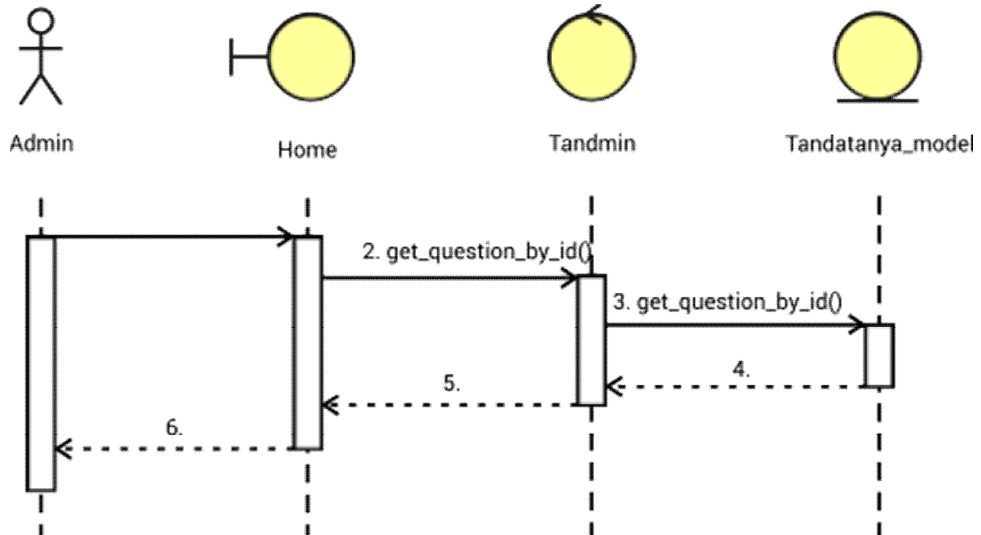 Admin
Home
Tandmin
Tandatanya_model
2. get_question_by_id()
3. get_question_by_id()
4.
5.
6.